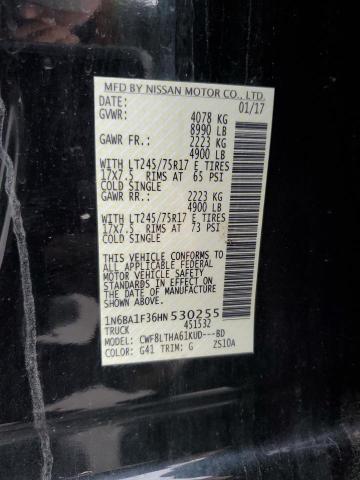 MFD BY NISSAN MOTOR CO., LTD.
DATE: 01/17
GVWR: 4078 KG
8990 LB
GAWR FR.: 2223 KG
4900 LB
WITH LT245/75R17 E TIRES
17X7.5 RIMS AT 65 PSI
COLD SINGLE
GAWR RR.: 2223 KG
4900 LB
WITH LT245/75R17 E TIRES
17X7.5 RIMS AT 73 PSI
COLD SINGLE
THIS VEHICLE CONFORMS TO
ALL APPLICABLE FEDERAL
MOTOR VEHICLE SAFETY
STANDARDS IN EFFECT ON
THE DATE OF MANUFACTURE
SHOWN ABOVE.
1N6BA1F36HN530255
TRUCK 451532
MODEL: CWF8LTHA61KUD---BD
COLOR: G41 TRIM: G ZS10A